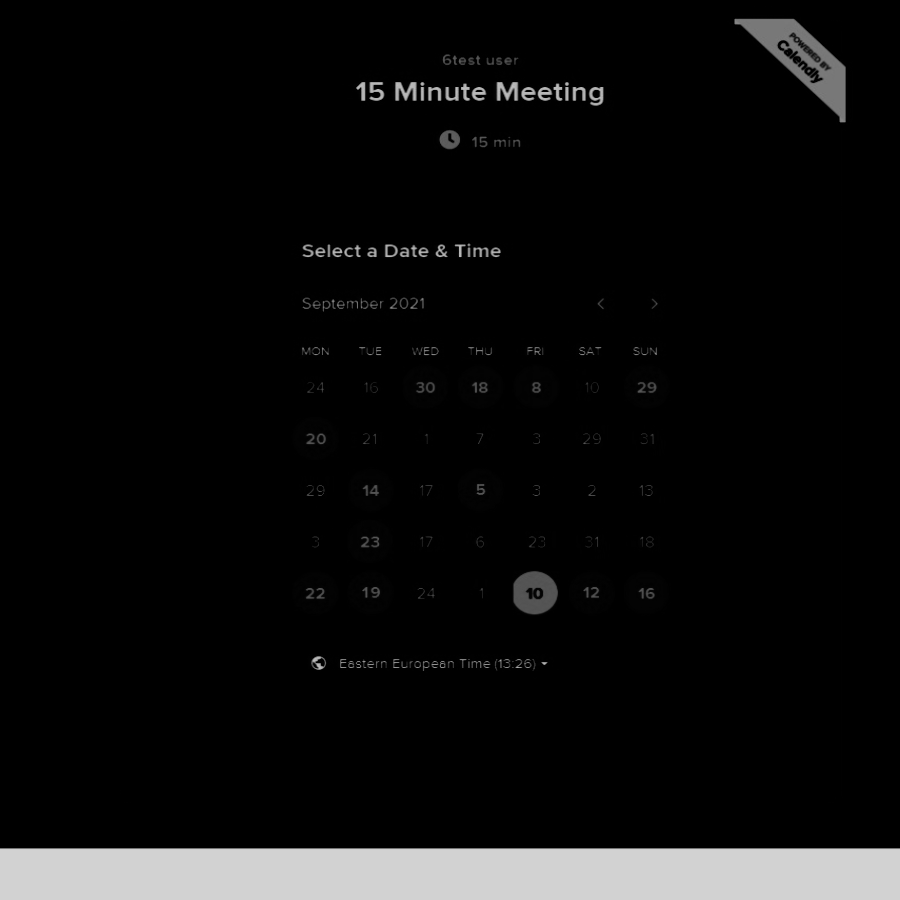 POWERED BY
Calendly
6test user
15 Minute Meeting
15 min
Select a Date & Time
September 2021
MON TUE WED THU FRI SAT SUN
24 16 30 18 8 10 29
20 21 1 7 3 29 31
29 14 17 5 3 2 13
3 23 17 6 23 31 18
22 19 24 1 10 12 16
Eastern European Time (13:26)